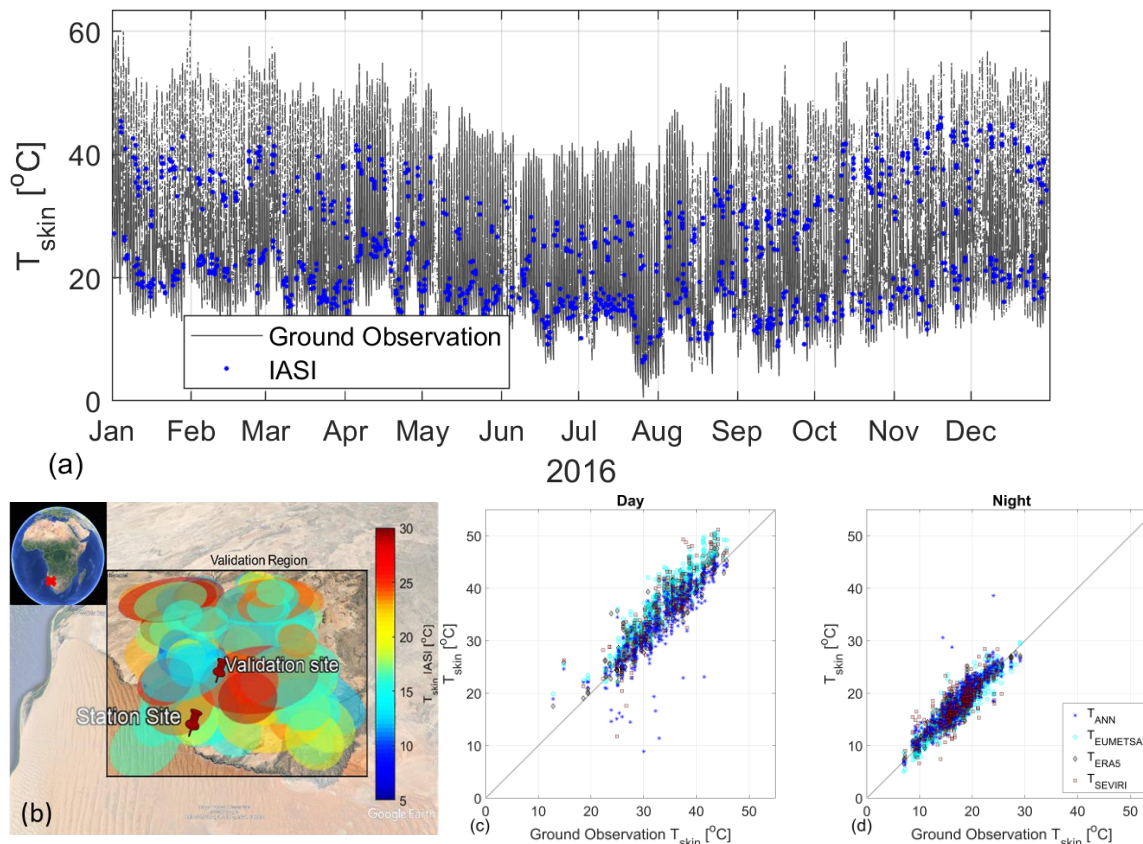 60
40
20
0
T_skin [°C]
Ground Observation
IASI
Jan Feb Mar Apr May Jun Jul Aug Sep Oct Nov Dec
(a)
2016
Validation Region
Validation site
Station Site
30
25
20
15
10
5
T_skin IASI [°C]
Google Earth
(b)
Day
50
40
30
20
10
0
T_skin [°C]
0 10 20 30 40 50
(c)
Ground Observation T_skin [°C]
Night
50
40
30
20
10
0
T_skin [°C]
T_ANN
T_EUMETSA
T_ERA5
T_SEVIRI
0 10 20 30 40 50
(d)
Ground Observation T_skin [°C]